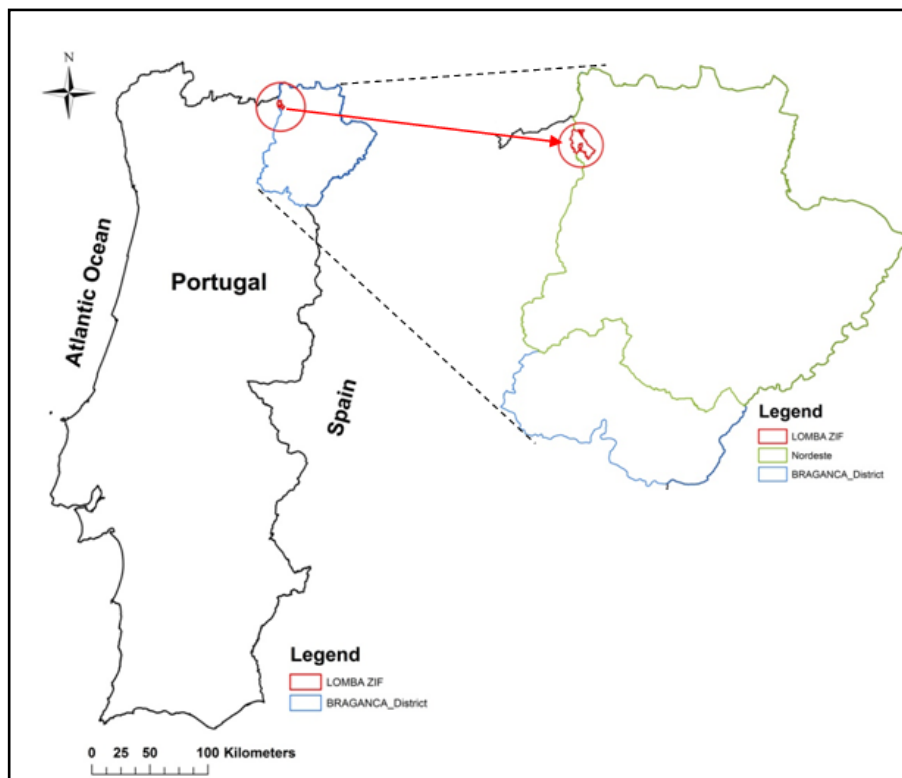 N
Atlantic Ocean
Portugal
Spain
Legend
LOMBA ZIF
Nordeste
BRAGANCA_District
Legend
LOMBA ZIF
BRAGANCA_District
0 25 50 100 Kilometers